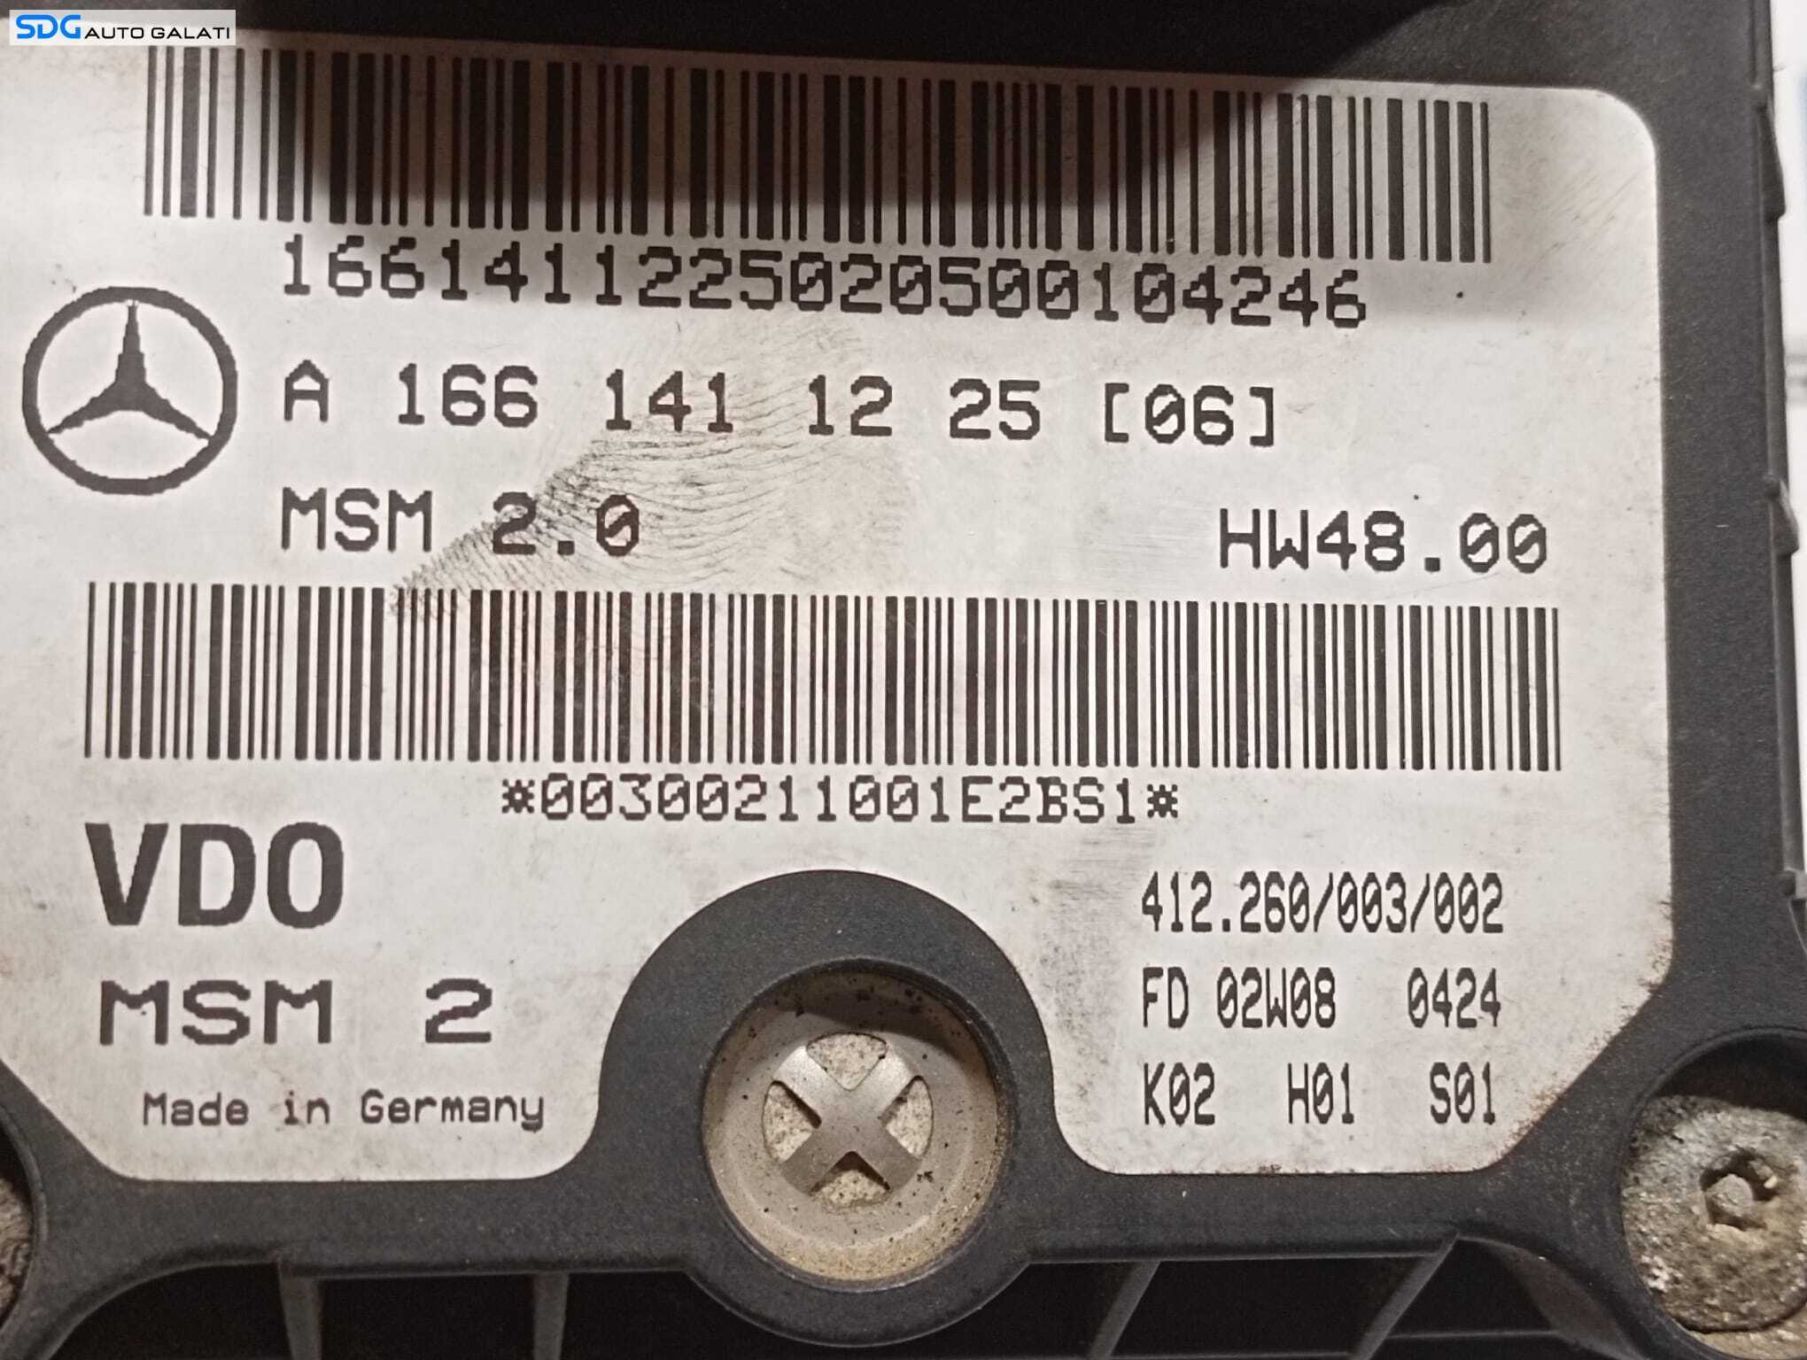 SDG AUTO GALATI
1661411225020500104246
A 166 141 12 25 [06]
MSM 2.0 HW48.00
*00300211001E2BS1*
VDO
MSM 2
Made in Germany
412.260/003/002
FD 02W08 0424
K02 H01 S01